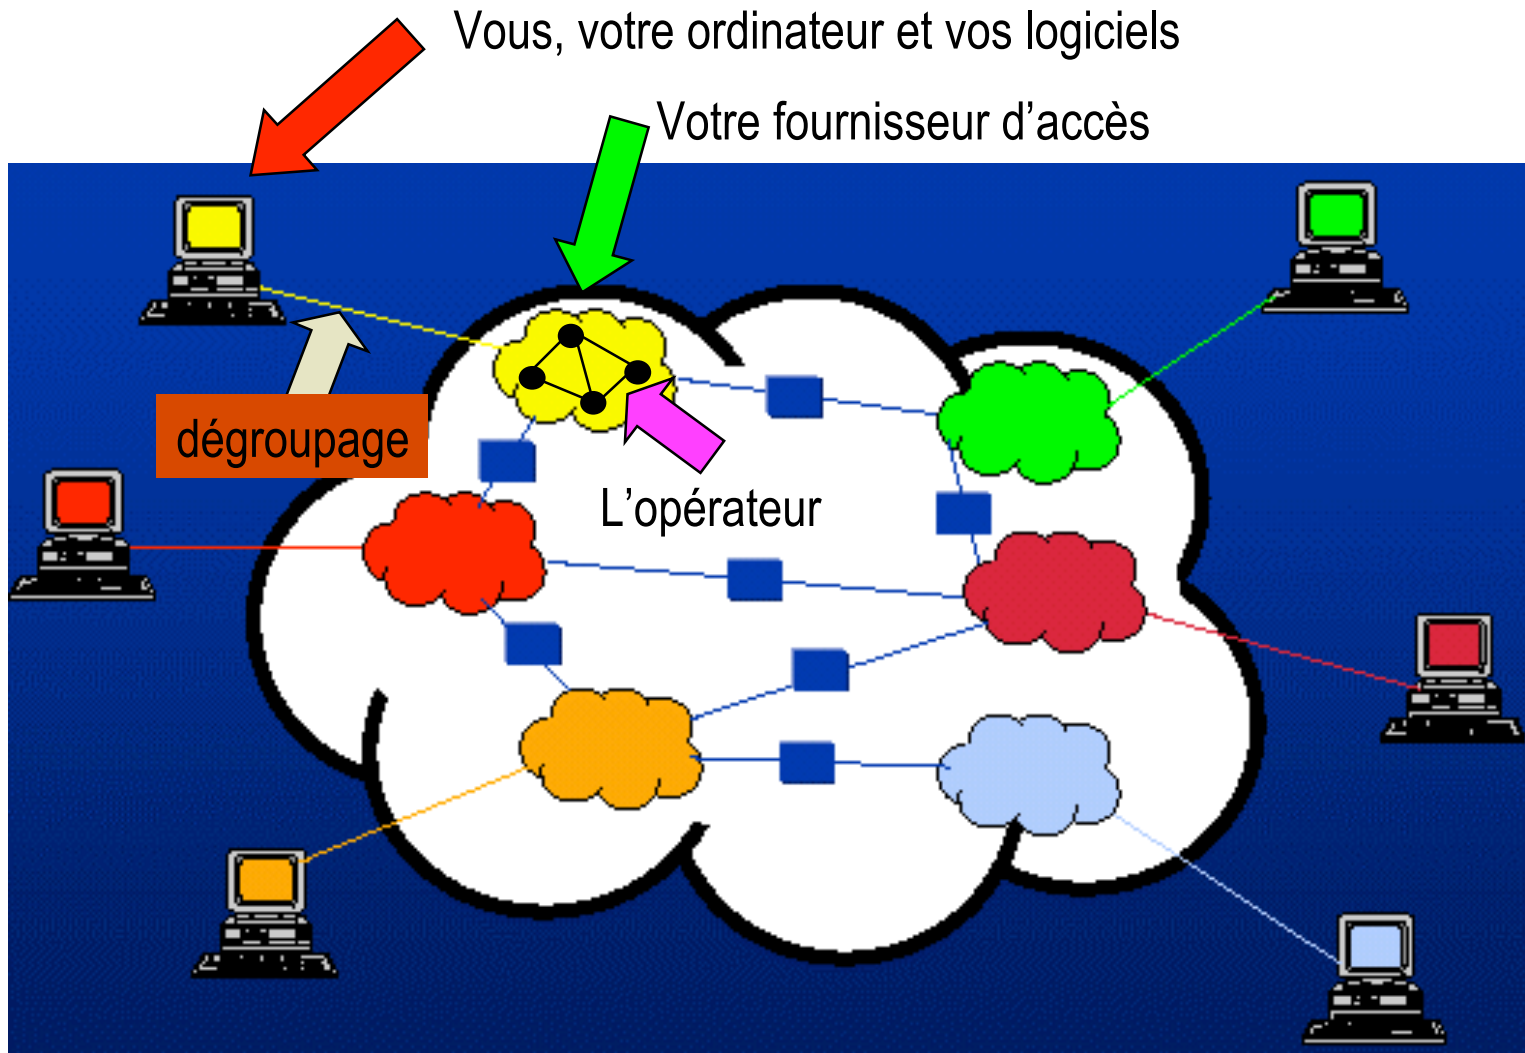 Vous, votre ordinateur et vos logiciels
Votre fournisseur d’accès
dégroupage
L’opérateur